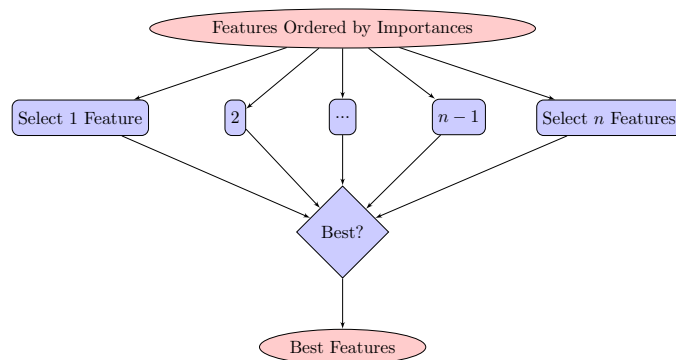 Features Ordered by Importances
Select 1 Feature
2
...
n − 1
Select n Features
Best?
Best Features